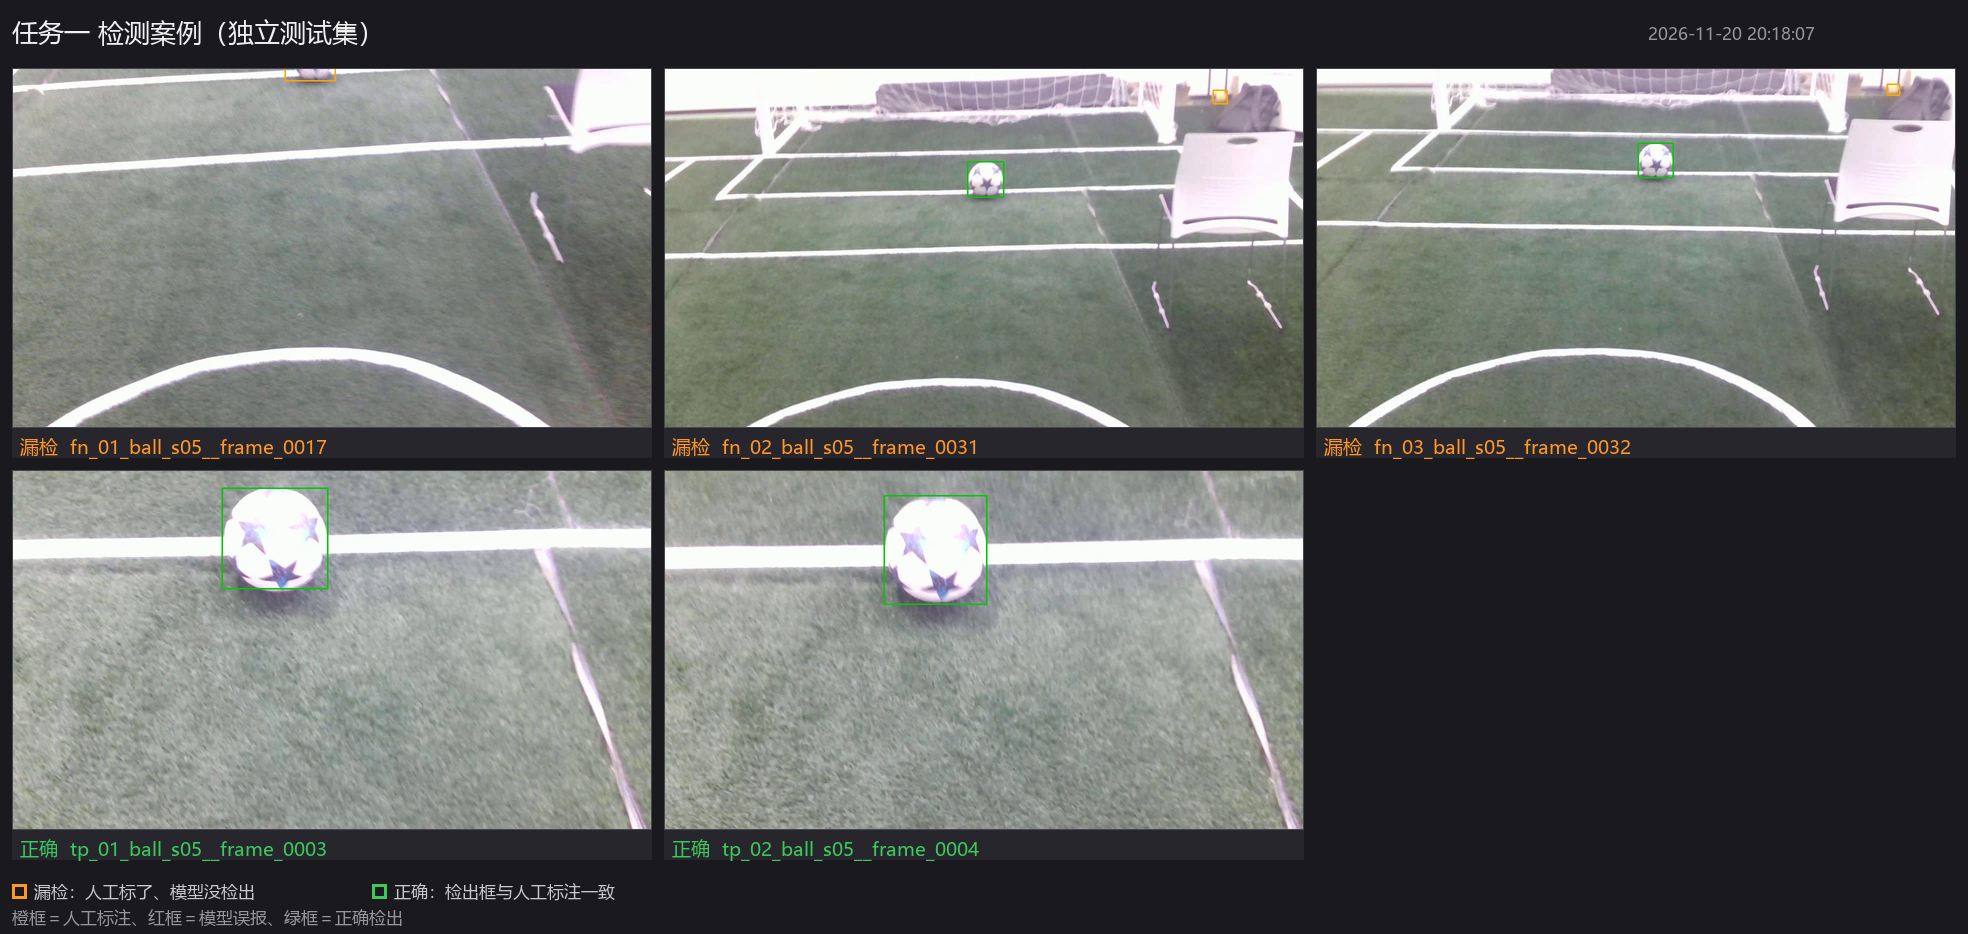 任务一 检测案例（独立测试集）
2026-11-20 20:18:07
漏检 fn_01_ball_s05__frame_0017
漏检 fn_02_ball_s05__frame_0031
漏检 fn_03_ball_s05__frame_0032
正确 tp_01_ball_s05__frame_0003
正确 tp_02_ball_s05__frame_0004
漏检：人工标了、模型没检出
正确：检出框与人工标注一致
橙框＝人工标注、红框＝模型误报、绿框＝正确检出